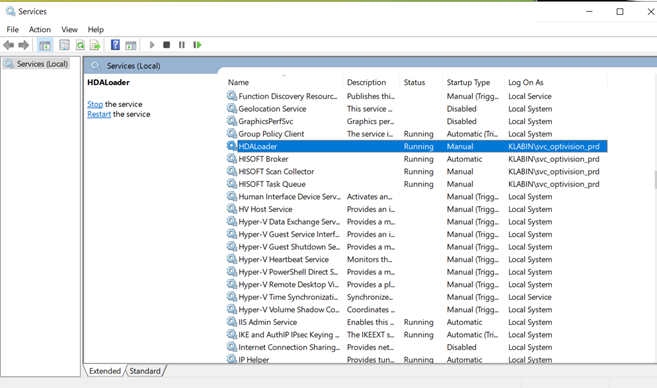 Services
File Action View Help
Services (Local)
Services (Local)
HDALoader
Stop the service
Restart the service
Name Description Status Startup Type Log On As
Function Discovery Resourc... Publishes thi... Manual (Trigg... Local Service
Geolocation Service This service ... Disabled Local System
GraphicsPerfSvc Graphics per... Disabled Local System
Group Policy Client The service i... Running Automatic (Tri... Local System
HDALoader Running Manual KLABIN\svc_optivision_prd
HISOFT Broker Running Automatic KLABIN\svc_optivision_prd
HISOFT Scan Collector Running Manual KLABIN\svc_optivision_prd
HISOFT Task Queue Running Manual KLABIN\svc_optivision_prd
Human Interface Device Serv... Activates an... Manual (Trigg... Local System
HV Host Service Provides an i... Manual (Trigg... Local System
Hyper-V Data Exchange Serv... Provides a m... Manual (Trigg... Local System
Hyper-V Guest Service Interf... Provides an i... Manual (Trigg... Local System
Hyper-V Guest Shutdown Se... Provides a m... Manual (Trigg... Local System
Hyper-V Heartbeat Service Monitors th... Manual (Trigg... Local System
Hyper-V PowerShell Direct S... Provides a m... Manual (Trigg... Local System
Hyper-V Remote Desktop Vi... Provides a pl... Manual (Trigg... Local System
Hyper-V Time Synchronizati... Synchronize... Manual (Trigg... Local Service
Hyper-V Volume Shadow Co... Coordinates ... Manual (Trigg... Local System
IIS Admin Service Enables this ... Running Automatic Local System
IKE and AuthIP IPsec Keying ... The IKEEXT s... Running Automatic (Tri... Local System
Internet Connection Sharing... Provides net... Disabled Local System
IP Helper Provides tun... Running Automatic Local System
Extended Standard